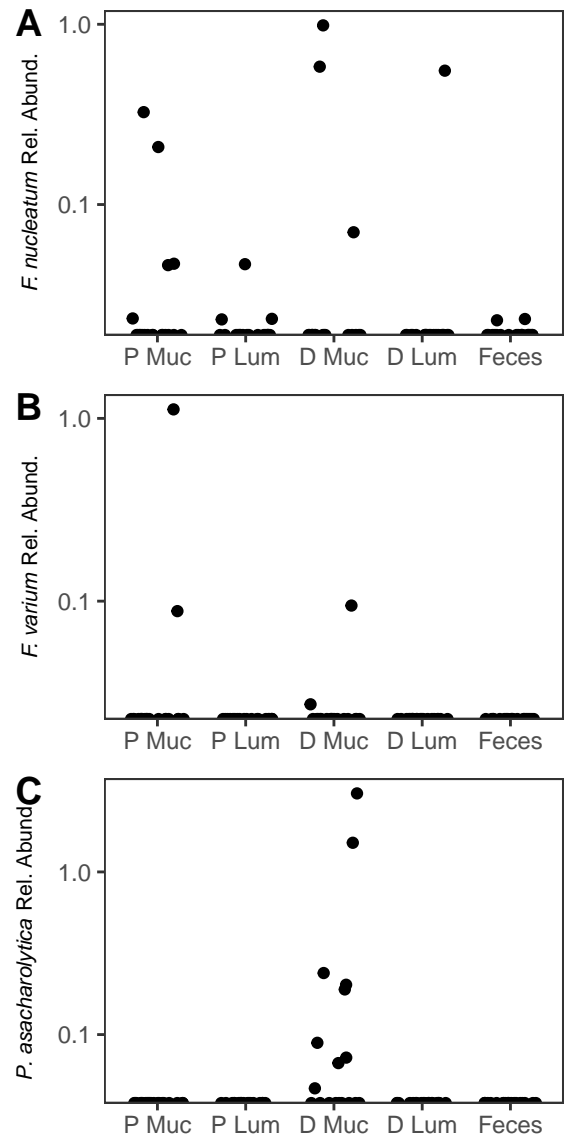 A
F. nucleatum Rel. Abund.
1.0
0.1
P Muc P Lum D Muc D Lum Feces
B
F. varium Rel. Abund.
1.0
0.1
P Muc P Lum D Muc D Lum Feces
C
P. asacharolytica Rel. Abund.
1.0
0.1
P Muc P Lum D Muc D Lum Feces